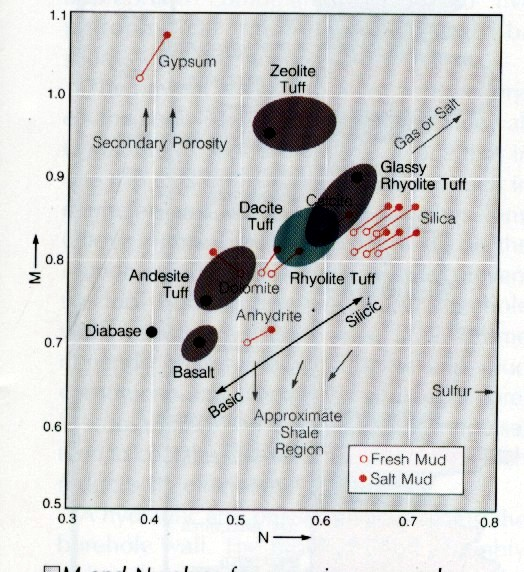 1.1
Gypsum
Zeolite
Tuff
1.0
Gas or Salt
Secondary Porosity
0.9
Glassy
Rhyolite Tuff
Calcite
Dacite
Tuff
Silica
M
0.8
Rhyolite Tuff
Andesite
Tuff
Dolomite
Anhydrite
Silicic
Diabase
0.7
Basalt
Basic
Sulfur
Approximate
Shale
Region
0.6
Fresh Mud
Salt Mud
0.5
0.3 0.4 0.5 0.6 0.7 0.8
N